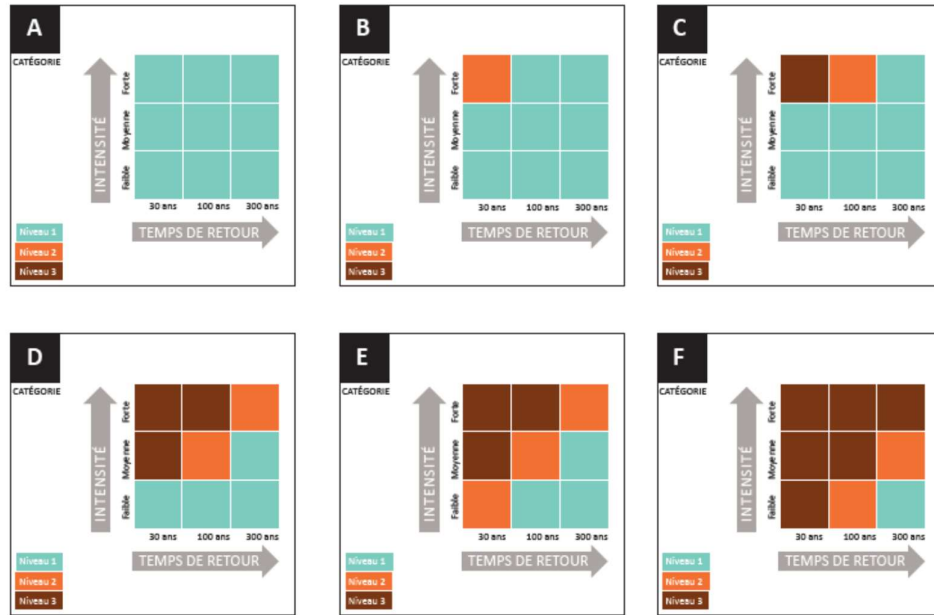 A
CATÉGORIE
INTENSITÉ
Forte
Moyenne
Faible
30 ans 100 ans 300 ans
TEMPS DE RETOUR
Niveau 1
Niveau 2
Niveau 3
B
CATÉGORIE
INTENSITÉ
Forte
Moyenne
Faible
30 ans 100 ans 300 ans
TEMPS DE RETOUR
Niveau 1
Niveau 2
Niveau 3
C
CATÉGORIE
INTENSITÉ
Forte
Moyenne
Faible
30 ans 100 ans 300 ans
TEMPS DE RETOUR
Niveau 1
Niveau 2
Niveau 3
D
CATÉGORIE
INTENSITÉ
Forte
Moyenne
Faible
30 ans 100 ans 300 ans
TEMPS DE RETOUR
Niveau 1
Niveau 2
Niveau 3
E
CATÉGORIE
INTENSITÉ
Forte
Moyenne
Faible
30 ans 100 ans 300 ans
TEMPS DE RETOUR
Niveau 1
Niveau 2
Niveau 3
F
CATÉGORIE
INTENSITÉ
Forte
Moyenne
Faible
30 ans 100 ans 300 ans
TEMPS DE RETOUR
Niveau 1
Niveau 2
Niveau 3